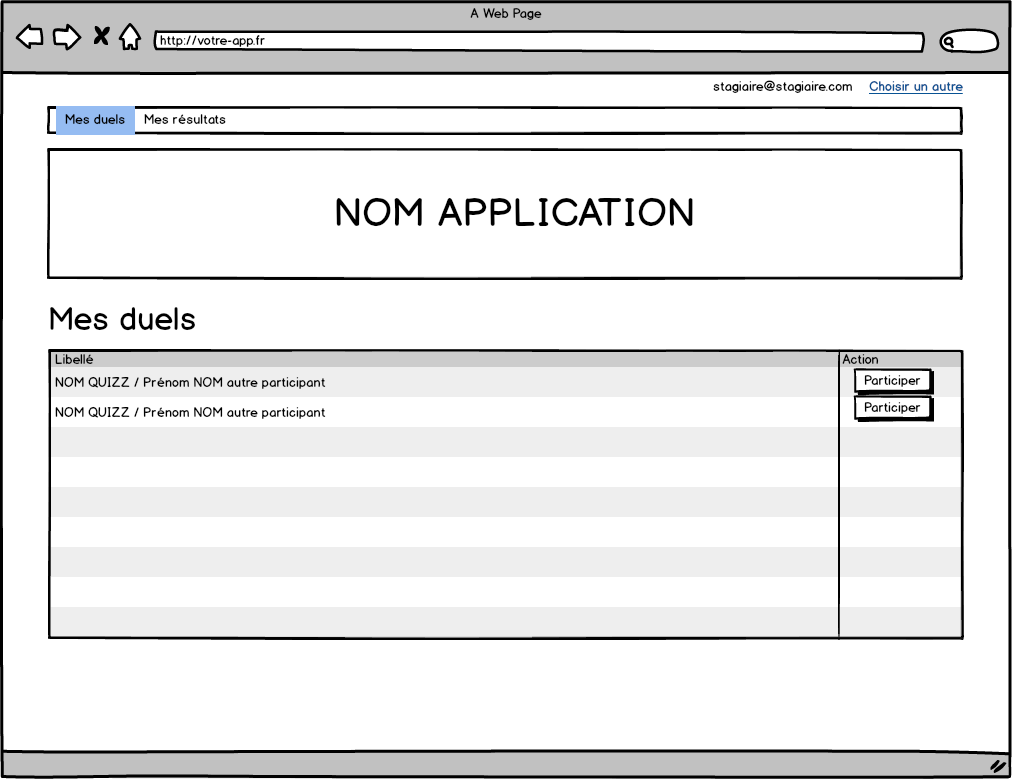 A Web Page
http://votre-app.fr
stagiaire@stagiaire.com Choisir un autre
Mes duels Mes résultats
NOM APPLICATION
Mes duels
Libellé Action
NOM QUIZZ / Prénom NOM autre participant Participer
NOM QUIZZ / Prénom NOM autre participant Participer